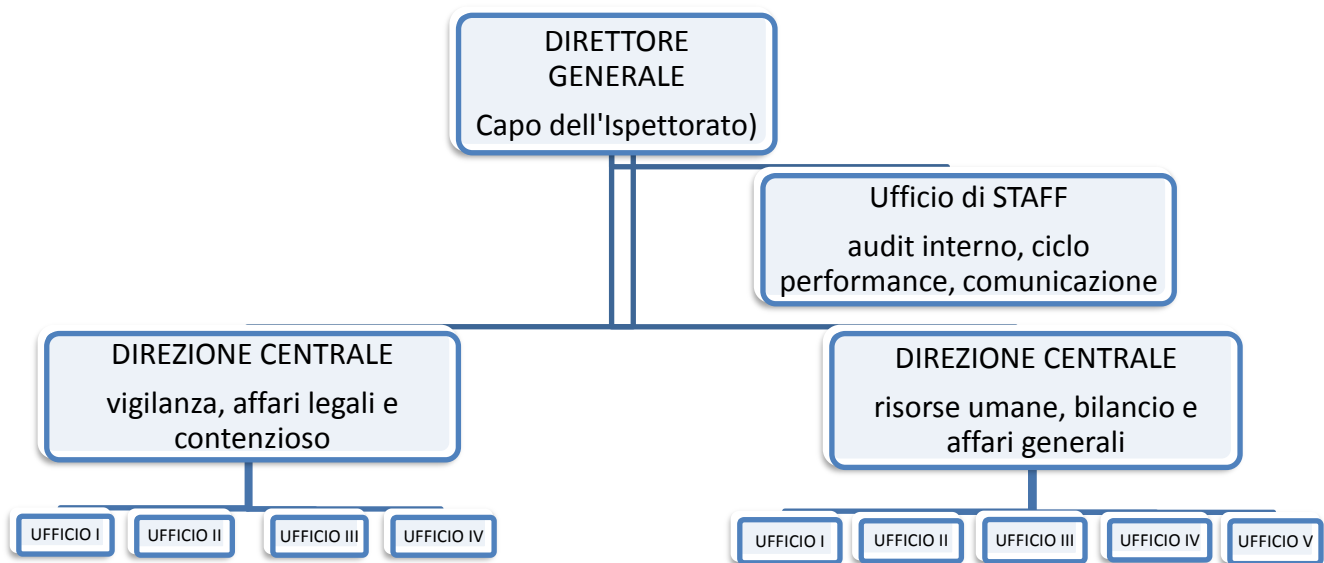 DIRETTORE
GENERALE
Capo dell'Ispettorato)
Ufficio di STAFF
audit interno, ciclo
performance, comunicazione
DIREZIONE CENTRALE
vigilanza, affari legali e
contenzioso
DIREZIONE CENTRALE
risorse umane, bilancio e
affari generali
UFFICIO I
UFFICIO II
UFFICIO III
UFFICIO IV
UFFICIO I
UFFICIO II
UFFICIO III
UFFICIO IV
UFFICIO V